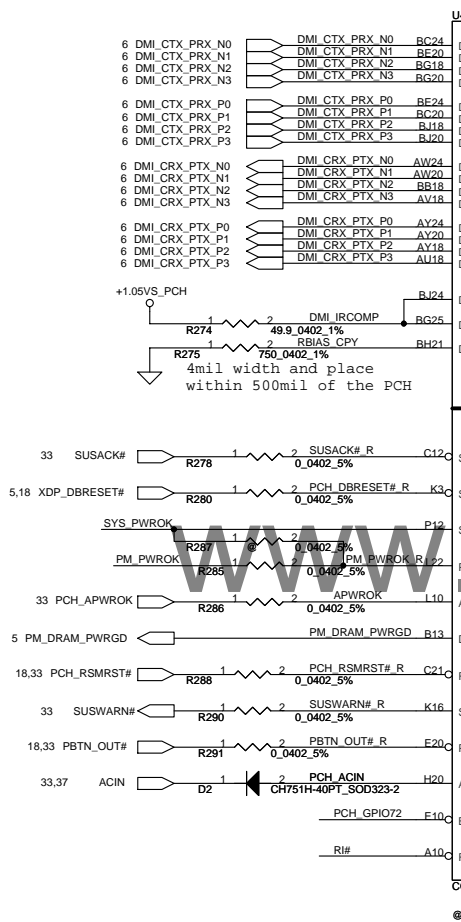 U4
6 DMI_CTX_PRX_N0 DMI_CTX_PRX_N0 BC24
6 DMI_CTX_PRX_N1 DMI_CTX_PRX_N1 BE20
6 DMI_CTX_PRX_N2 DMI_CTX_PRX_N2 BG18
6 DMI_CTX_PRX_N3 DMI_CTX_PRX_N3 BG20
6 DMI_CTX_PRX_P0 DMI_CTX_PRX_P0 BE24
6 DMI_CTX_PRX_P1 DMI_CTX_PRX_P1 BC20
6 DMI_CTX_PRX_P2 DMI_CTX_PRX_P2 BJ18
6 DMI_CTX_PRX_P3 DMI_CTX_PRX_P3 BJ20
6 DMI_CRX_PTX_N0 DMI_CRX_PTX_N0 AW24
6 DMI_CRX_PTX_N1 DMI_CRX_PTX_N1 AW20
6 DMI_CRX_PTX_N2 DMI_CRX_PTX_N2 BB18
6 DMI_CRX_PTX_N3 DMI_CRX_PTX_N3 AV18
6 DMI_CRX_PTX_P0 DMI_CRX_PTX_P0 AY24
6 DMI_CRX_PTX_P1 DMI_CRX_PTX_P1 AY20
6 DMI_CRX_PTX_P2 DMI_CRX_PTX_P2 AY18
6 DMI_CRX_PTX_P3 DMI_CRX_PTX_P3 AU18
+1.05VS_PCH
BJ24
1 2 DMI_IRCOMP BG25
R274 49.9_0402_1%
1 2 RBIAS_CPY BH21
R275 750_0402_1%
4mil width and place
within 500mil of the PCH
33 SUSACK# 1 2 SUSACK#_R C12
R278 0_0402_5%
5,18 XDP_DBRESET# 1 2 PCH_DBRESET#_R K3
R280 0_0402_5%
SYS_PWROK P12
1 2
R287 @ 0_0402_5%
PM_PWROK 1 2 PM_PWROK_R L22
R285 0_0402_5%
33 PCH_APWROK 1 2 APWROK L10
R286 0_0402_5%
5 PM_DRAM_PWRGD PM_DRAM_PWRGD B13
18,33 PCH_RSMRST# 1 2 PCH_RSMRST#_R C21
R288 0_0402_5%
33 SUSWARN# 1 2 SUSWARN#_R K16
R290 0_0402_5%
18,33 PBTN_OUT# 1 2 PBTN_OUT#_R E20
R291 0_0402_5%
33,37 ACIN 1 2 PCH_ACIN H20
D2 CH751H-40PT_SOD323-2
PCH_GPIO72 E10
RI# A10
WWW
@